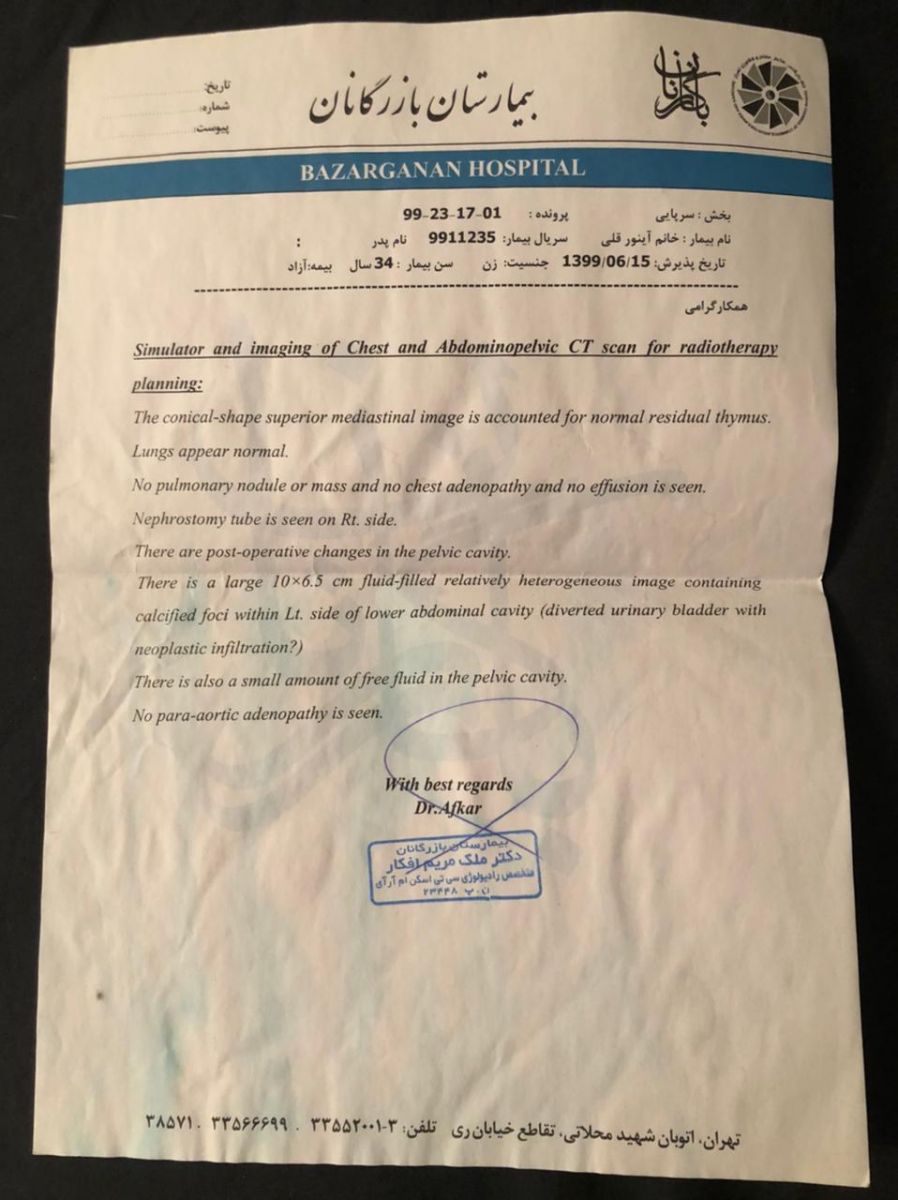 تاریخ:
شماره:
پیوست:
بیمارستان بازرگانان
بازرگانان
BAZARGANAN HOSPITAL
بخش : سرپایی پرونده : 99-23-17-01
نام بیمار : خانم آینور قلی سریال بیمار: 9911235 نام پدر :
تاریخ پذیرش: 1399/06/15 جنسیت: زن سن بیمار : 34 سال بیمه:آزاد
همکارگرامی
Simulator and imaging of Chest and Abdominopelvic CT scan for radiotherapy
planning:
The conical-shape superior mediastinal image is accounted for normal residual thymus.
Lungs appear normal.
No pulmonary nodule or mass and no chest adenopathy and no effusion is seen.
Nephrostomy tube is seen on Rt. side.
There are post-operative changes in the pelvic cavity.
There is a large 10×6.5 cm fluid-filled relatively heterogeneous image containing
calcified foci within Lt. side of lower abdominal cavity (diverted urinary bladder with
neoplastic infiltration?)
There is also a small amount of free fluid in the pelvic cavity.
No para-aortic adenopathy is seen.
With best regards
Dr.Afkar
بیمارستان بازرگانان
دکتر ملک مریم افکار
متخصص رادیولوژی سی تی اسکن ام آر آی
ن.پ ۲۳۴۴۸
تهران، اتوبان شهید محلاتی، تقاطع خیابان ری تلفن: ۳-۳۳۵۵۲۰۰۱ . ۳۳۵۶۶۶۹۹ . ۳۸۵۷۱